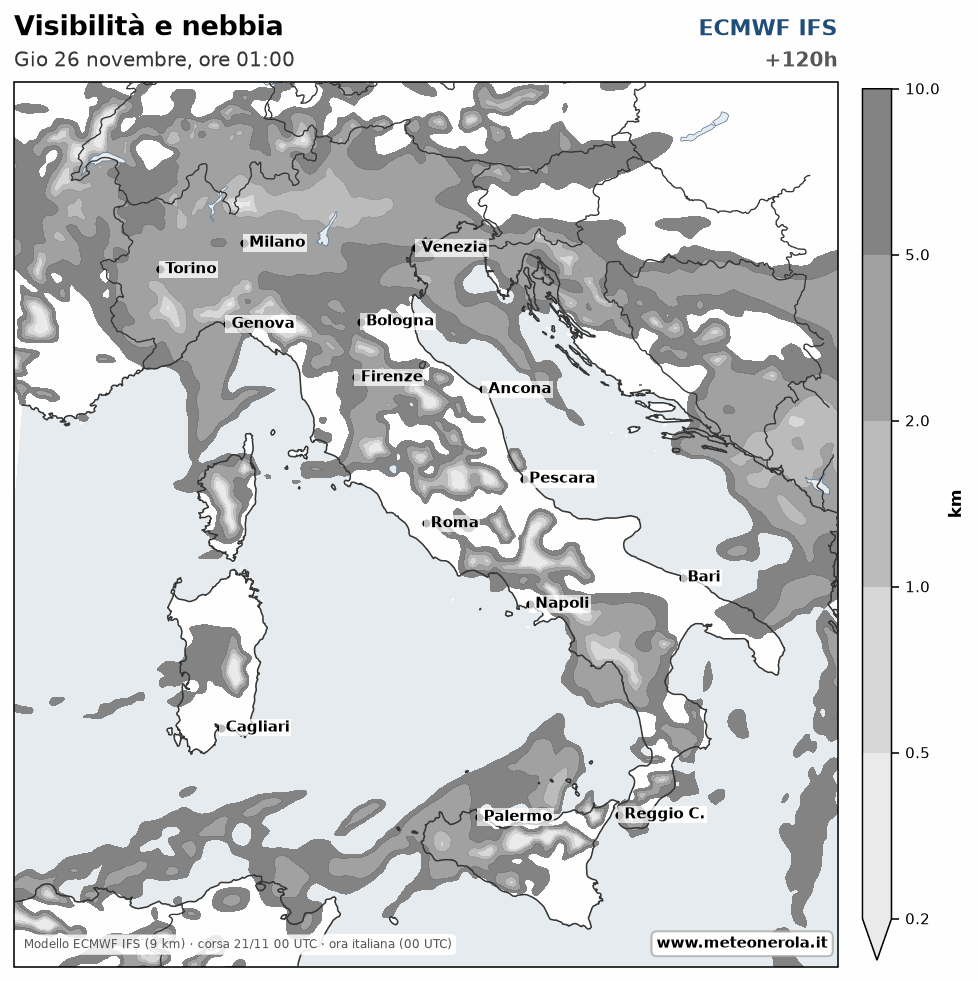 Visibilità e nebbia
ECMWF IFS
Gio 26 novembre, ore 01:00
+120h
10.0
5.0
2.0
1.0
0.5
0.2
km
Milano
Venezia
Torino
Genova
Bologna
Firenze
Ancona
Pescara
Roma
Bari
Napoli
Cagliari
Palermo
Reggio C.
Modello ECMWF IFS (9 km) · corsa 21/11 00 UTC · ora italiana (00 UTC)
www.meteonerola.it